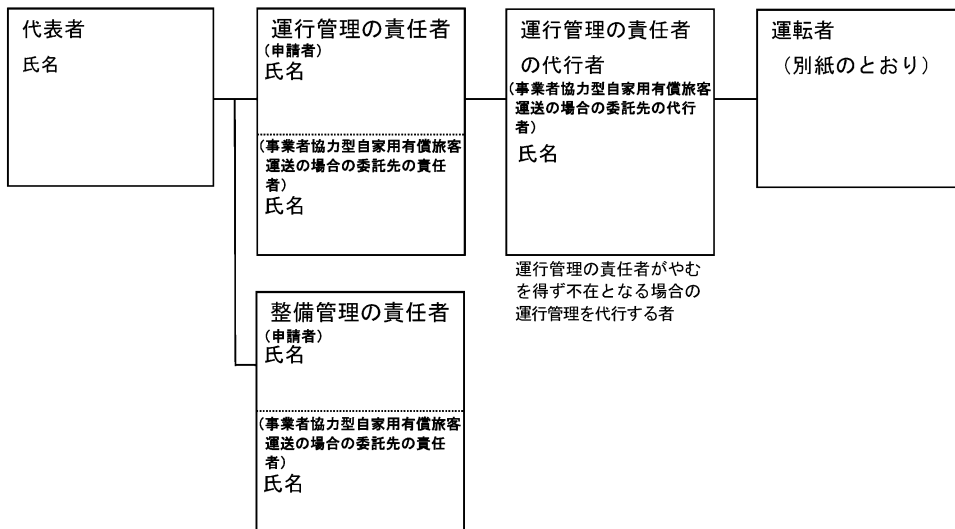 代表者
氏名
運行管理の責任者
(申請者)
氏名
(事業者協力型自家用有償旅客
運送の場合の委託先の責任
者)
氏名
運行管理の責任者
の代行者
(事業者協力型自家用有償旅客
運送の場合の委託先の代行
者)
氏名
運行管理の責任者がやむ
を得ず不在となる場合の
運行管理を代行する者
運転者
（別紙のとおり）
整備管理の責任者
(申請者)
氏名
(事業者協力型自家用有償旅客
運送の場合の委託先の責任
者)
氏名